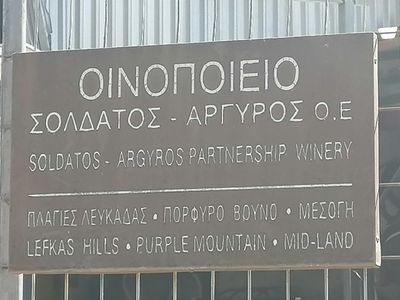 ΟΙΝΟΠΟΙΕΙΟ
ΣΟΛΔΑΤΟΣ - ΑΡΓΥΡΟΣ Ο.Ε
SOLDATOS - ARGYROS PARTNERSHIP WINERY
ΠΛΑΓΙΕΣ ΛΕΥΚΑΔΑΣ • ΠΟΡΦΥΡΟ ΒΟΥΝΟ • ΜΕΣΟΓΗ
LEFKAS HILLS • PURPLE MOUNTAIN • MID-LAND